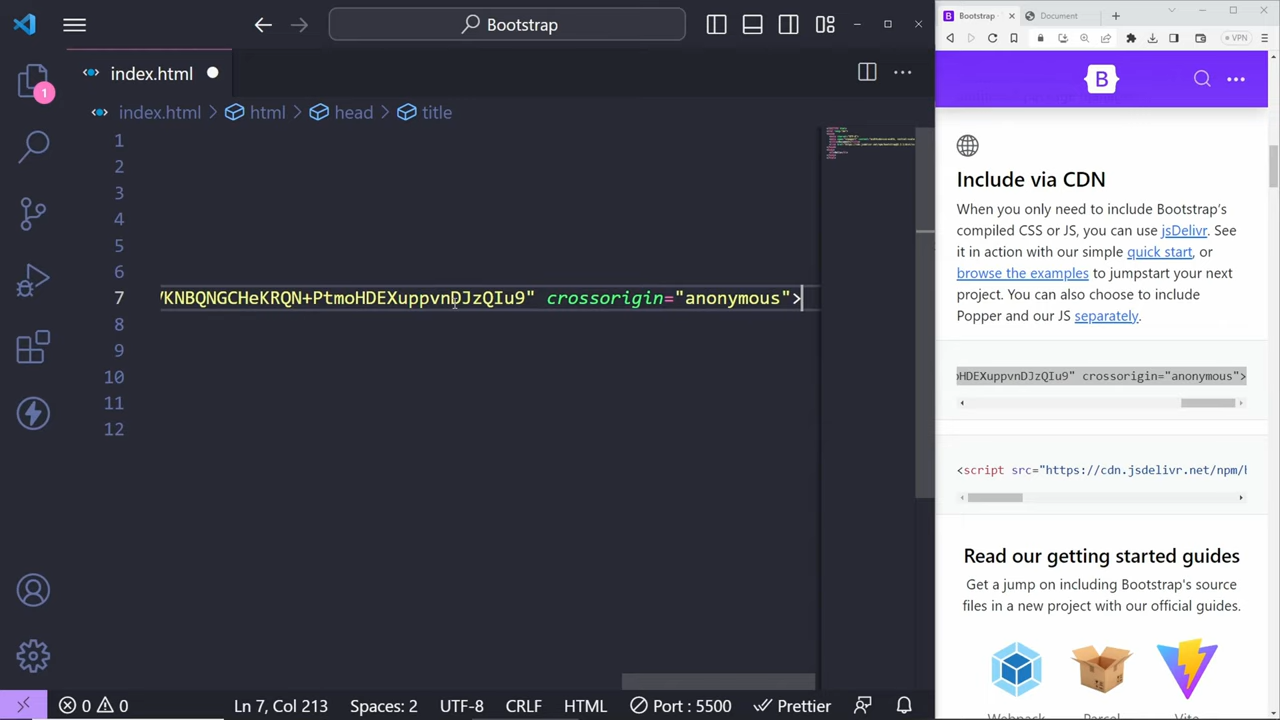 Bootstrap
index.html
index.html > html > head > title
1
2
3
4
5
6
7
KNBQNGCHeKRQN+PtmoHDEXuppvnDJzQIu9" crossorigin="anonymous">
8
9
10
11
12
1
0 0
Ln 7, Col 213
Spaces: 2
UTF-8
CRLF
HTML
Port : 5500
Prettier
Bootstrap
Document
VPN
B
Include via CDN
When you only need to include Bootstrap's
compiled CSS or JS, you can use jsDelivr. See
it in action with our simple quick start, or
browse the examples to jumpstart your next
project. You can also choose to include
Popper and our JS separately.
HDEXuppvnDJzQIu9" crossorigin="anonymous">
<script src="https://cdn.jsdelivr.net/npm/b
Read our getting started guides
Get a jump on including Bootstrap's source
files in a new project with our official guides.
Webpack
Parcel
Vite